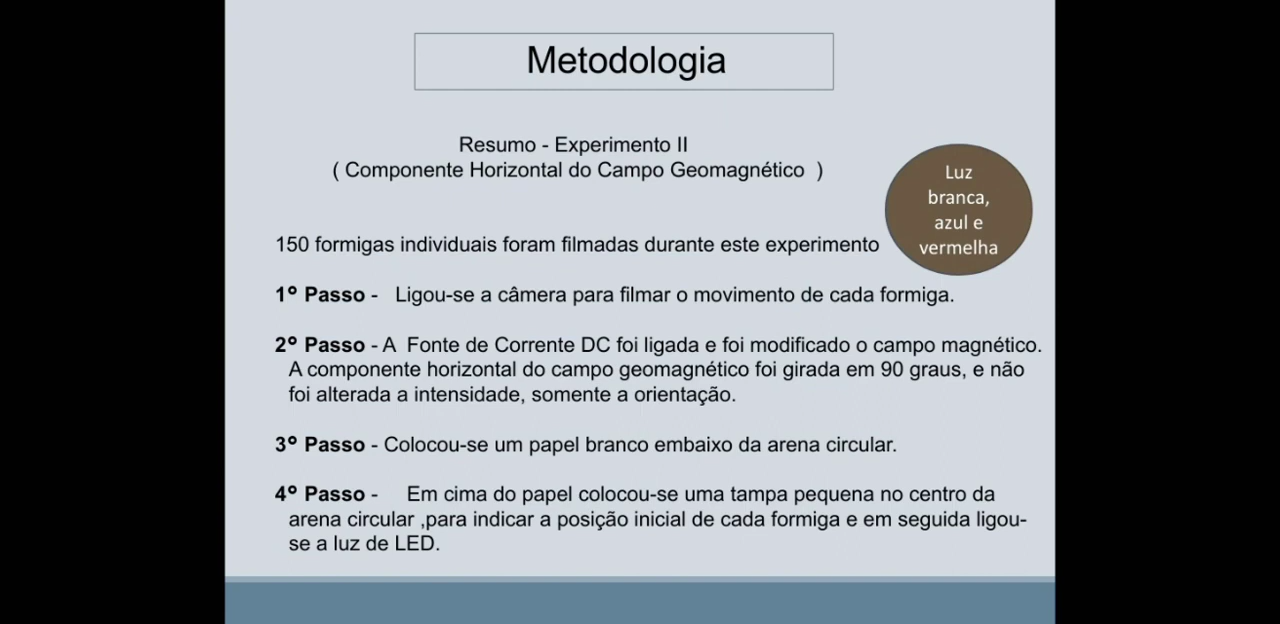 Metodologia
Resumo - Experimento II
( Componente Horizontal do Campo Geomagnético )
Luz
branca,
azul e
vermelha
150 formigas individuais foram filmadas durante este experimento
1° Passo - Ligou-se a câmera para filmar o movimento de cada formiga.
2° Passo - A Fonte de Corrente DC foi ligada e foi modificado o campo magnético.
A componente horizontal do campo geomagnético foi girada em 90 graus, e não
foi alterada a intensidade, somente a orientação.
3° Passo - Colocou-se um papel branco embaixo da arena circular.
4° Passo - Em cima do papel colocou-se uma tampa pequena no centro da
arena circular ,para indicar a posição inicial de cada formiga e em seguida ligou-
se a luz de LED.